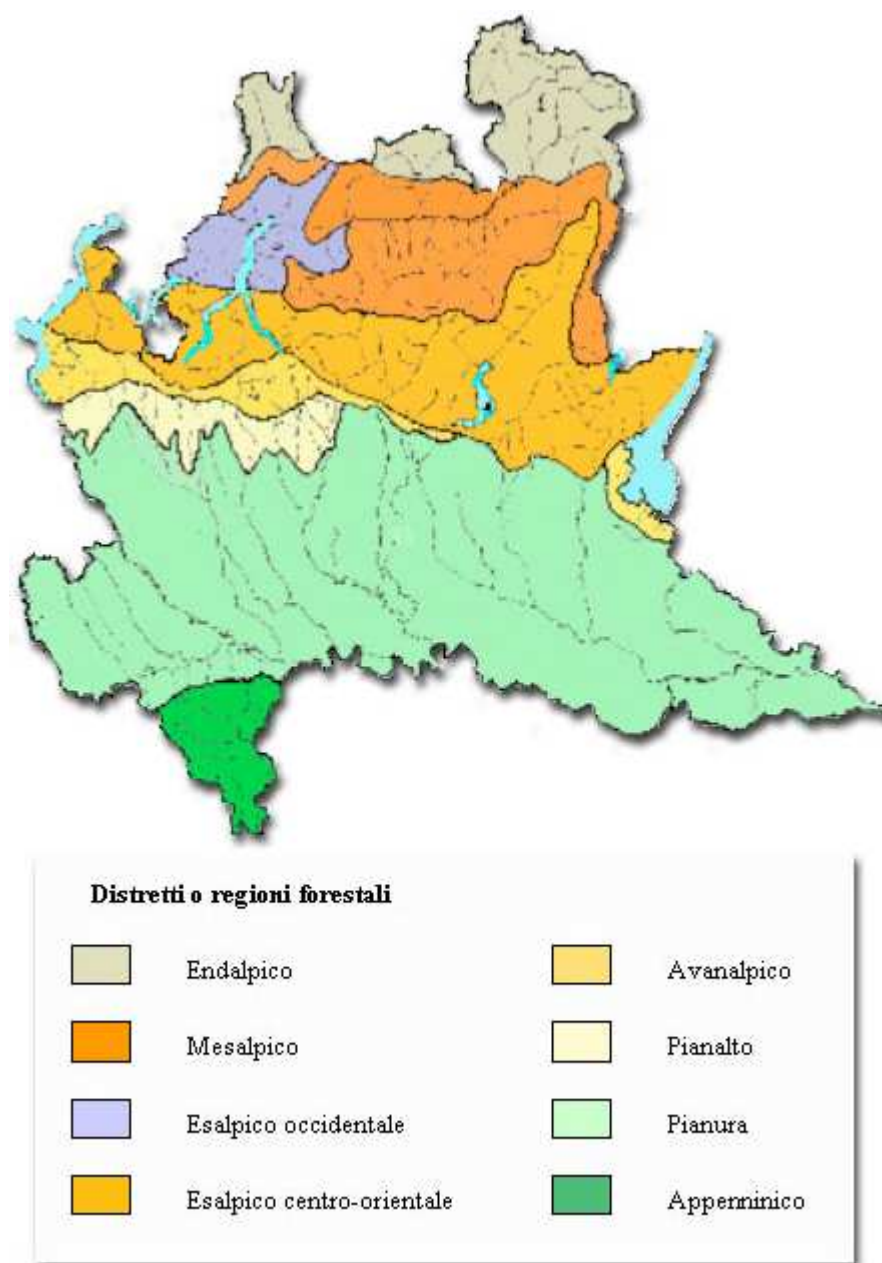 Distretti o regioni forestali
Endalpico
Mesalpico
Esalpico occidentale
Esalpico centro-orientale
Avanalpico
Pianalto
Pianura
Appenninico